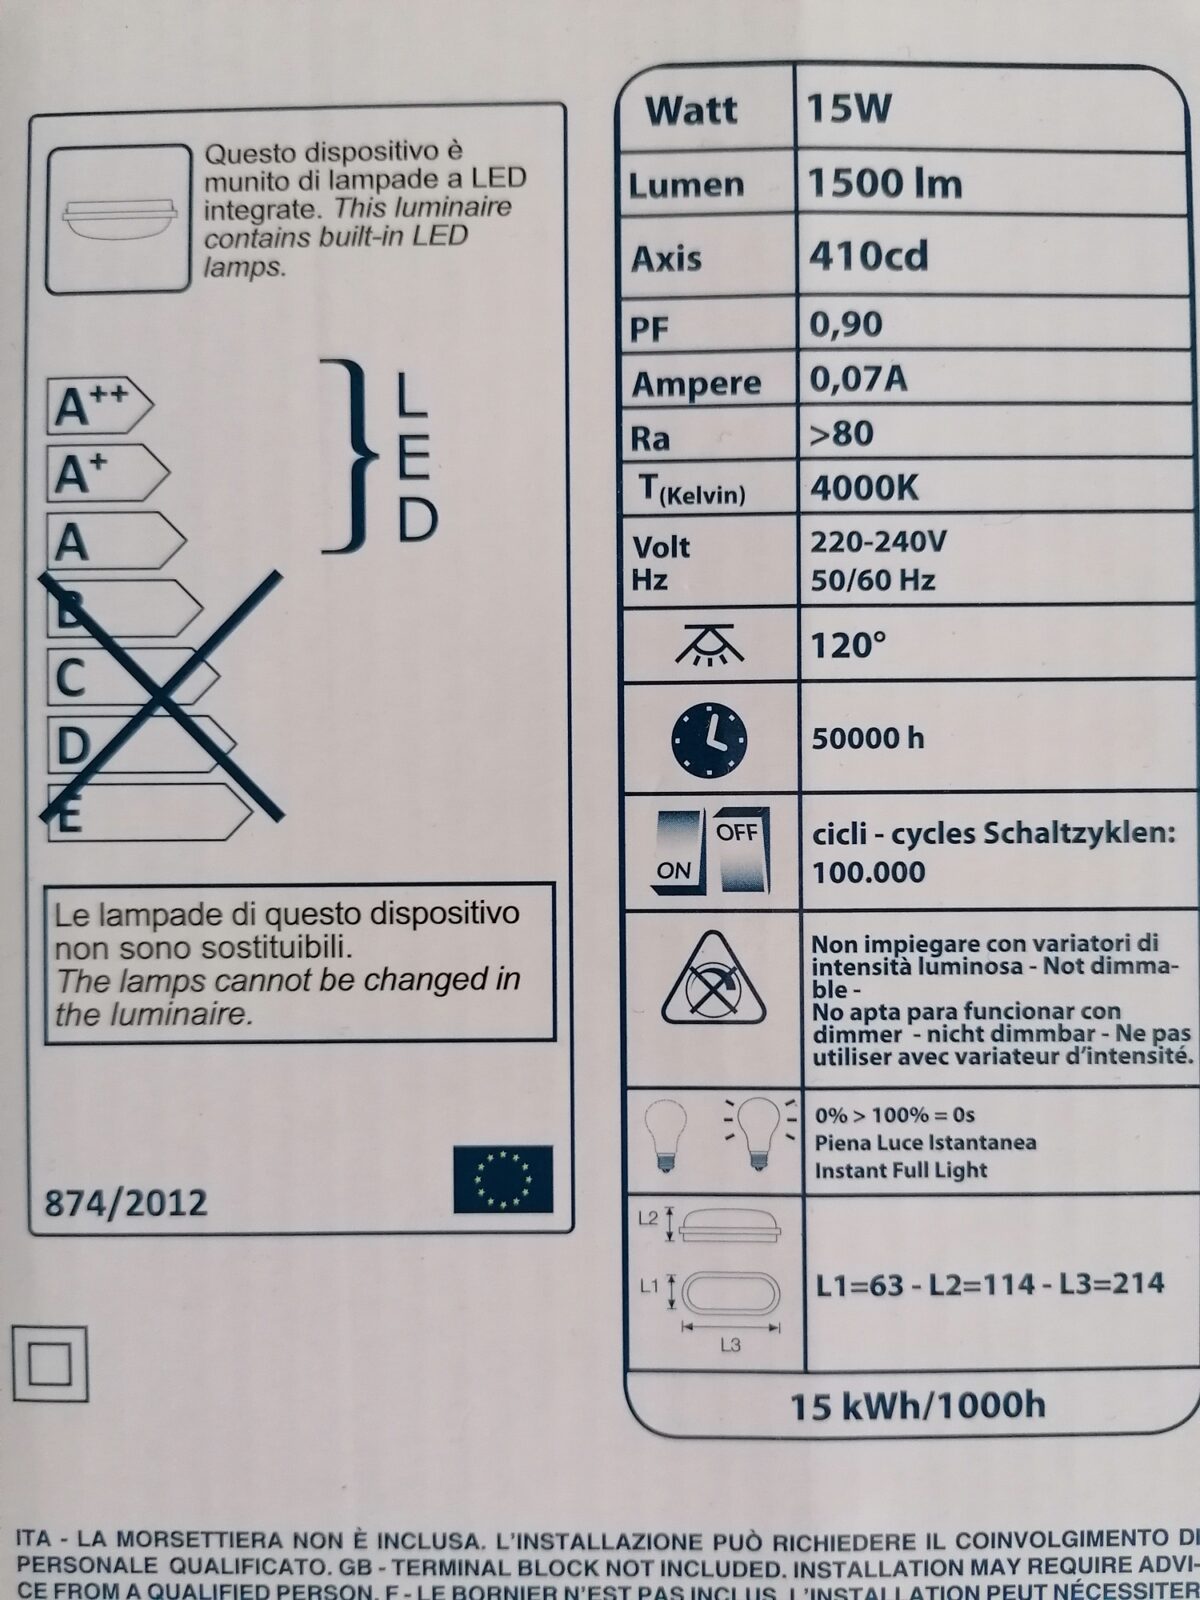 Questo dispositivo è
munito di lampade a LED
integrate. This luminaire
contains built-in LED
lamps.
A++
A+
A
B
C
D
E
LED
Le lampade di questo dispositivo
non sono sostituibili.
The lamps cannot be changed in
the luminaire.
874/2012
Watt 15W
Lumen 1500 lm
Axis 410cd
PF 0,90
Ampere 0,07A
Ra >80
T(Kelvin) 4000K
Volt 220-240V
Hz 50/60 Hz
120°
50000 h
ON OFF
cicli - cycles Schaltzyklen:
100.000
Non impiegare con variatori di
intensità luminosa - Not dimma-
ble -
No apta para funcionar con
dimmer - nicht dimmbar - Ne pas
utiliser avec variateur d'intensité.
0% > 100% = 0s
Piena Luce Istantanea
Instant Full Light
L2
L1
L3
L1=63 - L2=114 - L3=214
15 kWh/1000h
ITA - LA MORSETTIERA NON È INCLUSA. L'INSTALLAZIONE PUÒ RICHIEDERE IL COINVOLGIMENTO DI
PERSONALE QUALIFICATO. GB - TERMINAL BLOCK NOT INCLUDED. INSTALLATION MAY REQUIRE ADVI-
CE FROM A QUALIFIED PERSON. F - LE BORNIER N'EST PAS INCLUS. L'INSTALLATION PEUT NÉCESSITER